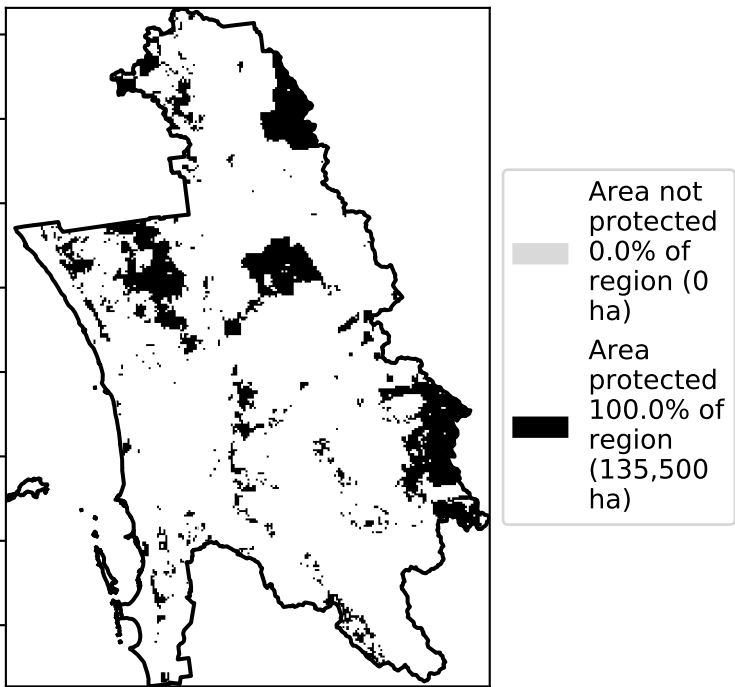 Area not
protected
0.0% of
region (0
ha)
Area
protected
100.0% of
region
(135,500
ha)